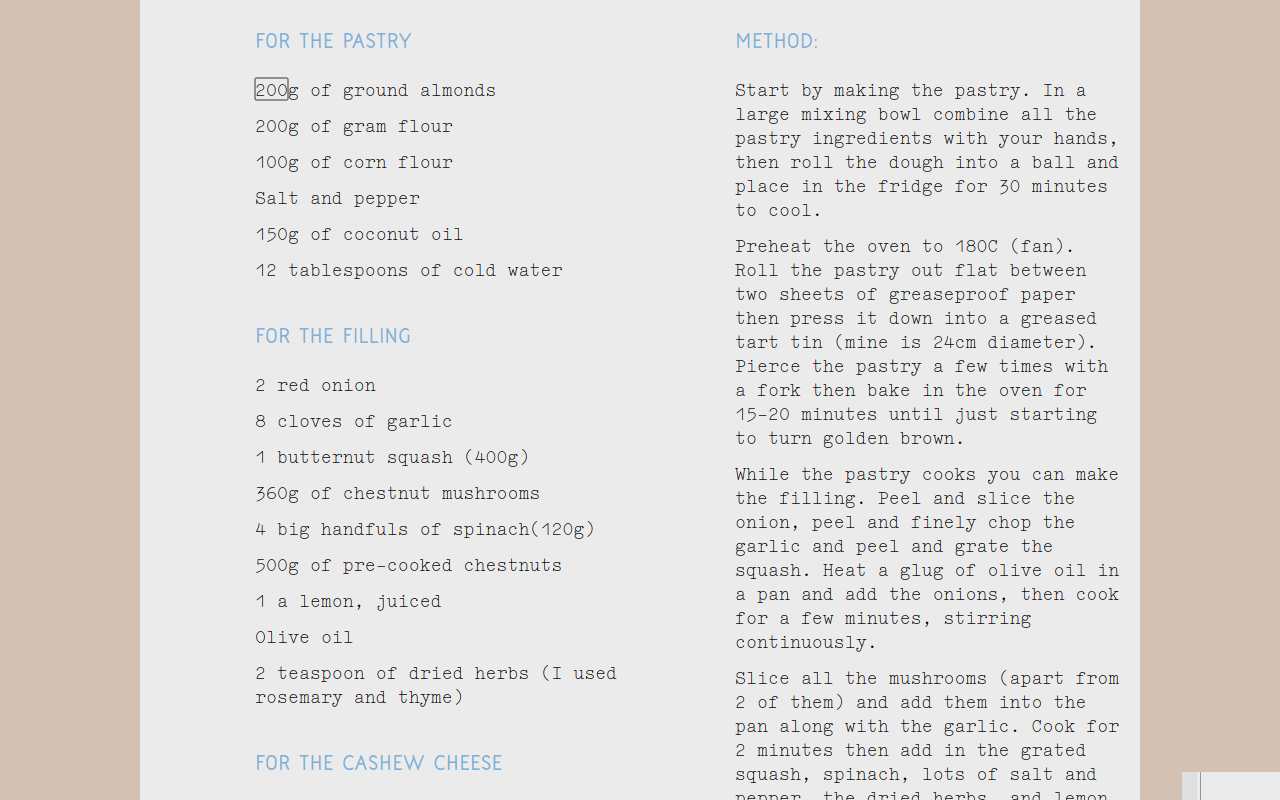 FOR THE PASTRY
200g of ground almonds
200g of gram flour
100g of corn flour
Salt and pepper
150g of coconut oil
12 tablespoons of cold water
FOR THE FILLING
2 red onion
8 cloves of garlic
1 butternut squash (400g)
360g of chestnut mushrooms
4 big handfuls of spinach(120g)
500g of pre-cooked chestnuts
1 a lemon, juiced
Olive oil
2 teaspoon of dried herbs (I used
rosemary and thyme)
FOR THE CASHEW CHEESE
METHOD:
Start by making the pastry. In a
large mixing bowl combine all the
pastry ingredients with your hands,
then roll the dough into a ball and
place in the fridge for 30 minutes
to cool.
Preheat the oven to 180C (fan).
Roll the pastry out flat between
two sheets of greaseproof paper
then press it down into a greased
tart tin (mine is 24cm diameter).
Pierce the pastry a few times with
a fork then bake in the oven for
15-20 minutes until just starting
to turn golden brown.
While the pastry cooks you can make
the filling. Peel and slice the
onion, peel and finely chop the
garlic and peel and grate the
squash. Heat a glug of olive oil in
a pan and add the onions, then cook
for a few minutes, stirring
continuously.
Slice all the mushrooms (apart from
2 of them) and add them into the
pan along with the garlic. Cook for
2 minutes then add in the grated
squash, spinach, lots of salt and
pepper, the dried herbs, and lemon